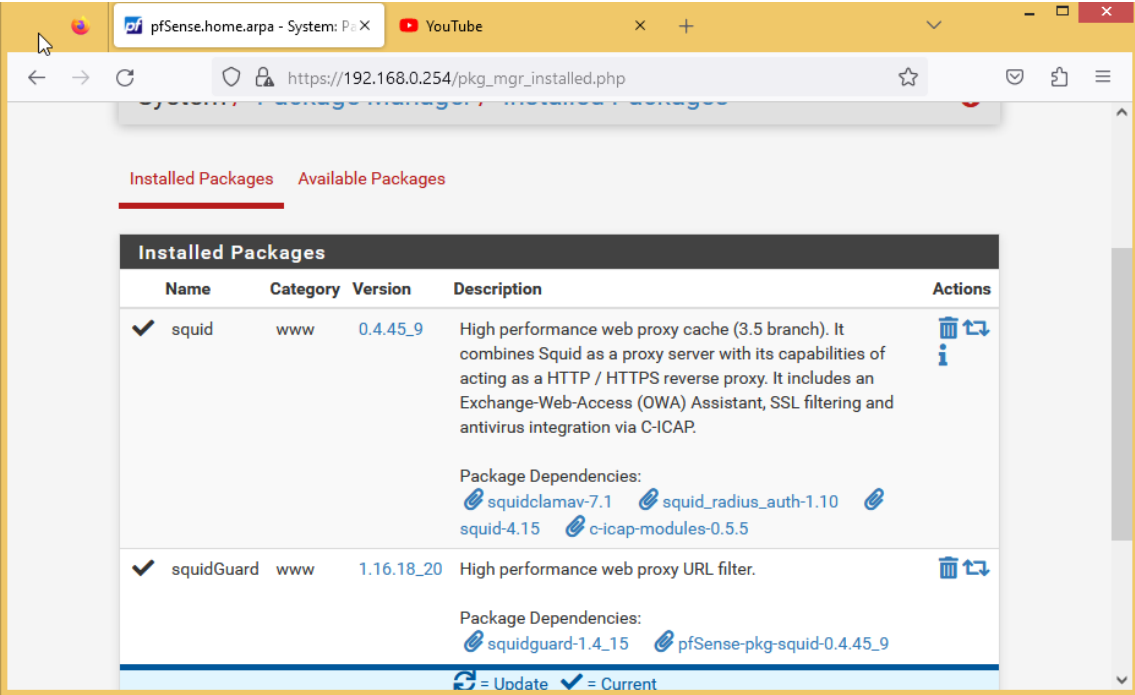 pfSense.home.arpa - System: Pa
YouTube
https://192.168.0.254/pkg_mgr_installed.php
System / Package Manager / Installed Packages
Installed Packages Available Packages
Installed Packages
Name Category Version Description Actions
squid www 0.4.45_9 High performance web proxy cache (3.5 branch). It
combines Squid as a proxy server with its capabilities of
acting as a HTTP / HTTPS reverse proxy. It includes an
Exchange-Web-Access (OWA) Assistant, SSL filtering and
antivirus integration via C-ICAP.
Package Dependencies:
squidclamav-7.1 squid_radius_auth-1.10
squid-4.15 c-icap-modules-0.5.5
squidGuard www 1.16.18_20 High performance web proxy URL filter.
Package Dependencies:
squidguard-1.4_15 pfSense-pkg-squid-0.4.45_9
= Update = Current